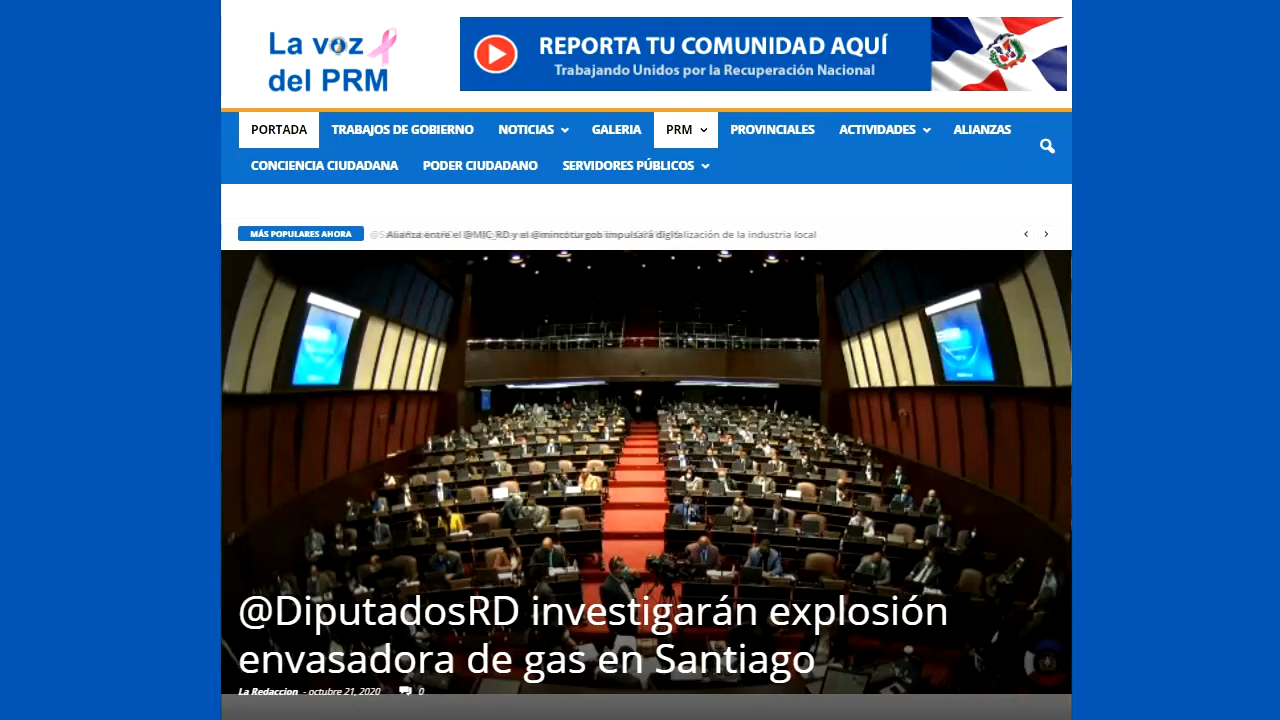 La voz
del PRM
REPORTA TU COMUNIDAD AQUÍ
Trabajando Unidos por la Recuperación Nacional
PORTADA TRABAJOS DE GOBIERNO NOTICIAS GALERIA PRM PROVINCIALES ACTIVIDADES ALIANZAS
CONCIENCIA CIUDADANA PODER CIUDADANO SERVIDORES PÚBLICOS
MÁS POPULARES AHORA Alianza entre el @MIC_RD y el @mincotur.gob impulsará digitalización de la industria local
@DiputadosRD investigarán explosión
envasadora de gas en Santiago
La Redaccion - octubre 21, 2020 0